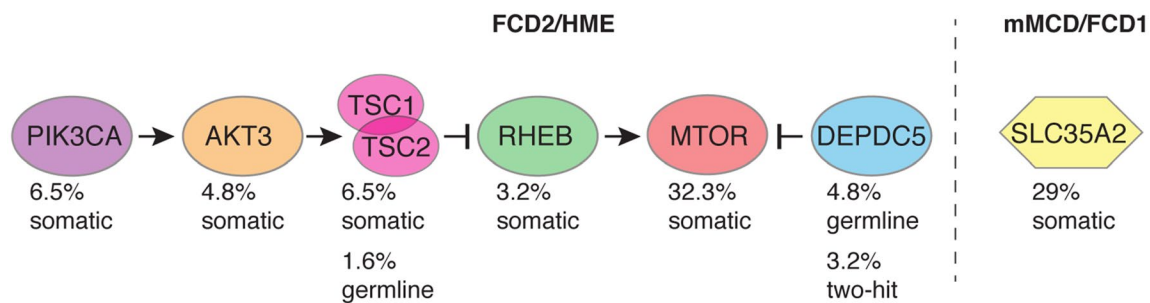 FCD2/HME
mMCD/FCD1
PIK3CA
AKT3
TSC1
TSC2
RHEB
MTOR
DEPDC5
SLC35A2
6.5%
somatic
4.8%
somatic
6.5%
somatic
1.6%
germline
3.2%
somatic
32.3%
somatic
4.8%
germline
3.2%
two-hit
29%
somatic